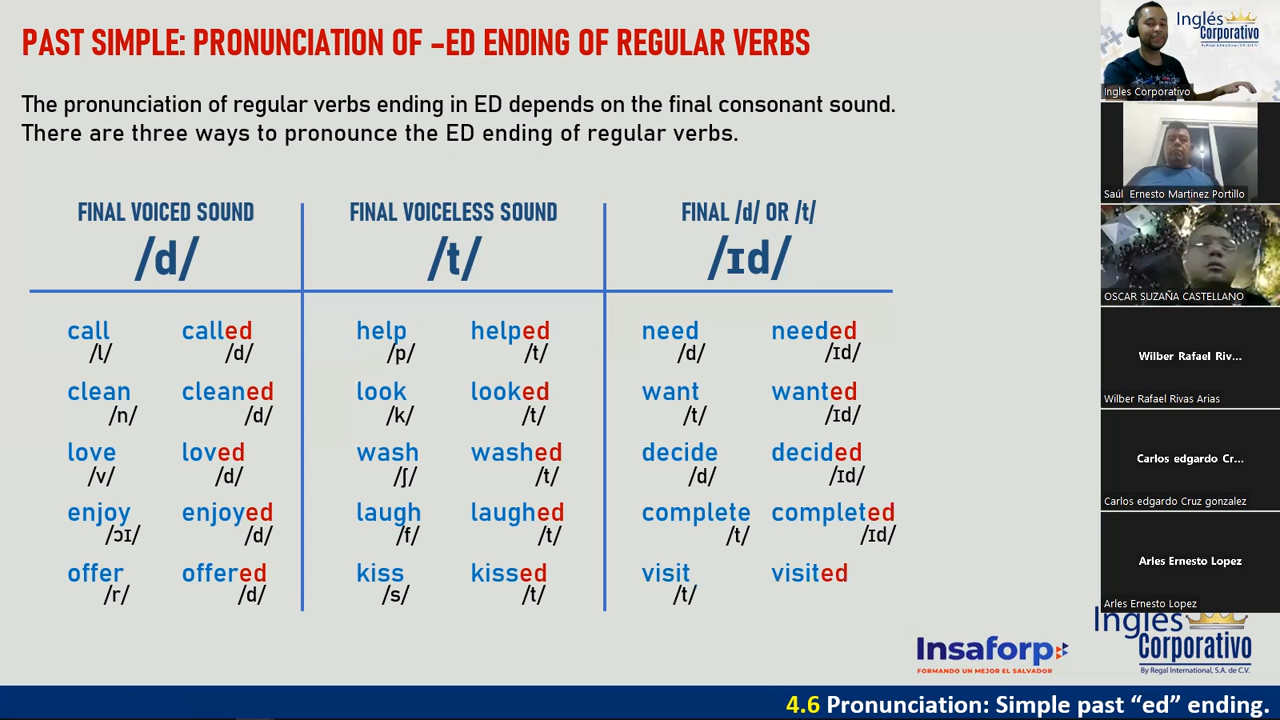 PAST SIMPLE: PRONUNCIATION OF -ED ENDING OF REGULAR VERBS
The pronunciation of regular verbs ending in ED depends on the final consonant sound.
There are three ways to pronounce the ED ending of regular verbs.
FINAL VOICED SOUND
/d/
call called
/l/ /d/
clean cleaned
/n/ /d/
love loved
/v/ /d/
enjoy enjoyed
/ɔɪ/ /d/
offer offered
/r/ /d/
FINAL VOICELESS SOUND
/t/
help helped
/p/ /t/
look looked
/k/ /t/
wash washed
/ʃ/ /t/
laugh laughed
/f/ /t/
kiss kissed
/s/ /t/
FINAL /d/ OR /t/
/ɪd/
need needed
/d/ /ɪd/
want wanted
/t/ /ɪd/
decide decided
/d/ /ɪd/
complete completed
/t/ /ɪd/
visit visited
/t/
Insaforp
FORMANDO UN MEJOR EL SALVADOR
Inglés
Corporativo
By Regal International, S.A. de C.V.
4.6 Pronunciation: Simple past “ed” ending.
Inglés
Corporativo
By Regal International, S.A. de C.V.
Ingles Corporativo
Saúl Ernesto Martinez Portillo
OSCAR SUZAÑA CASTELLANO
Wilber Rafael Riv...
Wilber Rafael Rivas Arias
Carlos edgardo Cr...
Carlos edgardo Cruz gonzalez
Arles Ernesto Lopez
Arles Ernesto Lopez